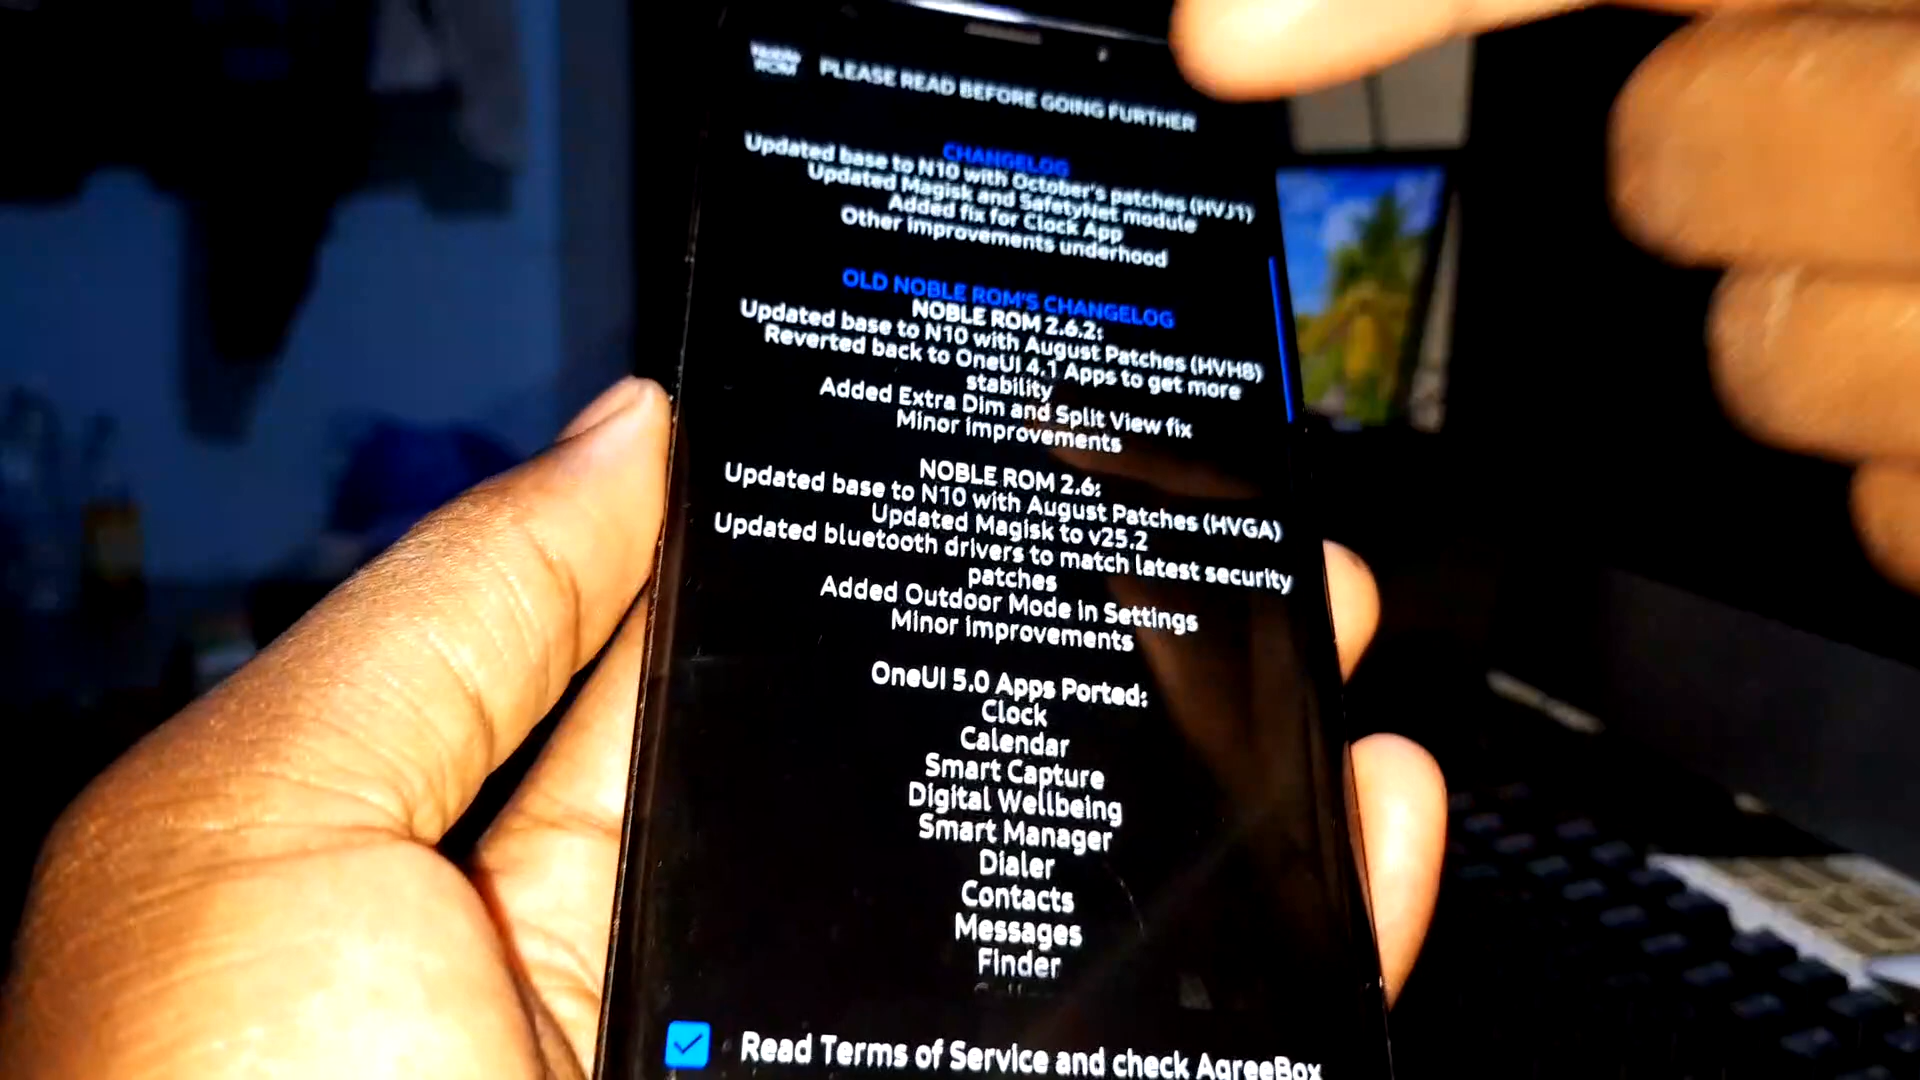 Noble
ROM
PLEASE READ BEFORE GOING FURTHER
CHANGELOG
Updated base to N10 with October's patches (HVJ1)
Updated Magisk and SafetyNet module
Added fix for Clock App
Other improvements underhood
OLD NOBLE ROM'S CHANGELOG
NOBLE ROM 2.6.2:
Updated base to N10 with August Patches (HVH8)
Reverted back to OneUI 4.1 Apps to get more
stability
Added Extra Dim and Split View fix
Minor improvements
NOBLE ROM 2.6:
Updated base to N10 with August Patches (HVGA)
Updated Magisk to v25.2
Updated bluetooth drivers to match latest security
patches
Added Outdoor Mode in Settings
Minor improvements
OneUI 5.0 Apps Ported:
Clock
Calendar
Smart Capture
Digital Wellbeing
Smart Manager
Dialer
Contacts
Messages
Finder
Read Terms of Service and check AgreeBox